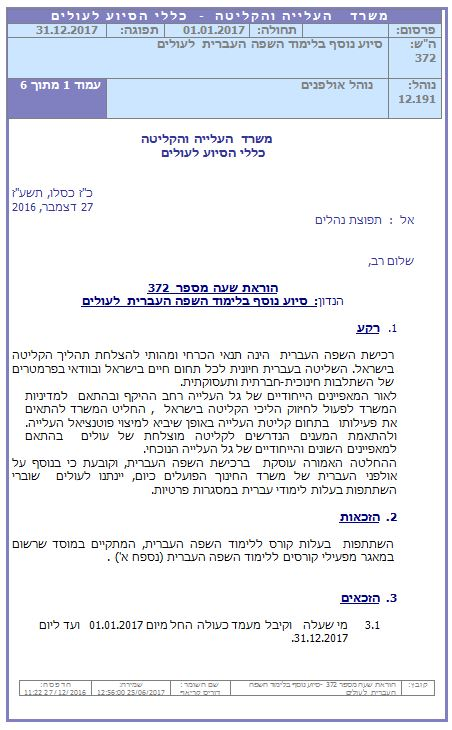 משרד העלייה והקליטה - כללי הסיוע לעולים
פרסום: תחולה: 01.01.2017 תפוגה: 31.12.2017
ה"ש: 372 סיוע נוסף בלימוד השפה העברית לעולים
נוהל: 12.191 נוהל אולפנים עמוד 1 מתוך 6
משרד העלייה והקליטה
כללי הסיוע לעולים
כ"ז כסלו, תשע"ז
27 דצמבר, 2016
אל : תפוצת נהלים
שלום רב,
הוראת שעה מספר 372
הנדון: סיוע נוסף בלימוד השפה העברית לעולים
1. רקע
רכישת השפה העברית הינה תנאי הכרחי ומהותי להצלחת תהליך הקליטה
בישראל. השליטה בעברית חיונית לכל תחום חיים בישראל ובוודאי בפרמטרים
של השתלבות חינוכית-חברתית ותעסוקתית.
לאור המאפיינים הייחודיים של גל העלייה רחב ההיקף ובהתאם למדיניות
המשרד לפעול לחיזוק הליכי הקליטה בישראל , החליט המשרד להתאים
את פעילותו בתחום קליטת העלייה באופן שיביא למיצוי פוטנציאל העלייה.
ולהתאמת המענים הנדרשים לקליטה מוצלחת של עולים בהתאם
למאפיינים השונים והייחודיים של גל העלייה הנוכחי.
ההחלטה האמורה עוסקת ברכישת השפה העברית, וקובעת כי בנוסף על
אולפני העברית של משרד החינוך הפועלים כיום, יינתנו לעולים שוברי
השתתפות בעלות לימודי עברית במסגרות פרטיות.
2. הזכאות
השתתפות בעלות קורס ללימוד השפה העברית, המתקיים במוסד שרשום
במאגר מפעילי קורסים ללימוד השפה העברית (נספח א') .
3. הזכאים
3.1 מי שעלה וקיבל מעמד כעולה החל מיום 01.01.2017 ועד ליום
31.12.2017.
קובץ: הוראת שעה מספר 372 -סיוע נוסף בלימוד השפה העברית לעולים שם השומר: דוריס קריאף שמירה: 25/06/2017 12:56:00 הדפסה: 27/12/2016 11:22